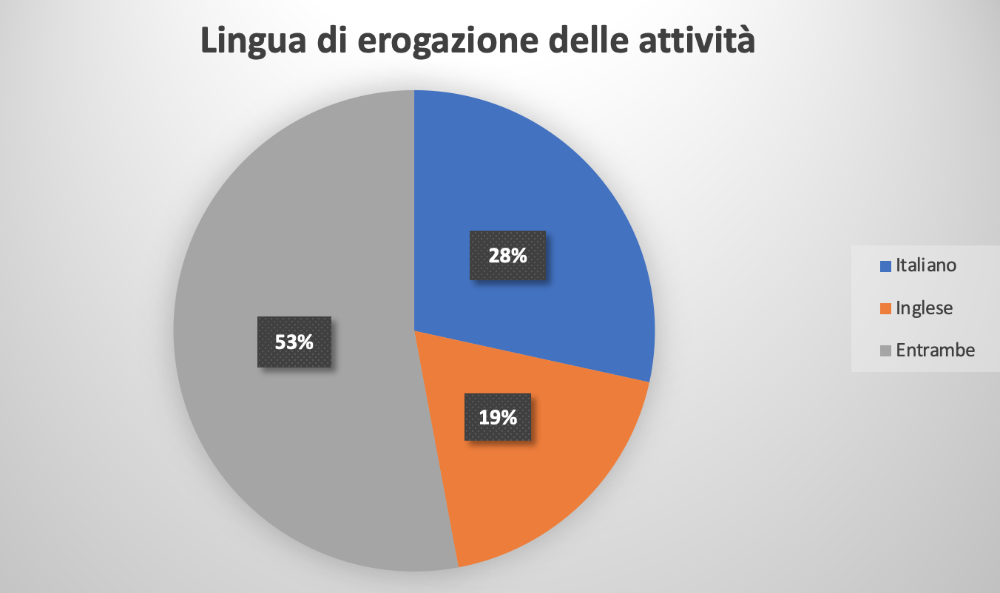 Lingua di erogazione delle attività
28%
53%
19%
Italiano
Inglese
Entrambe